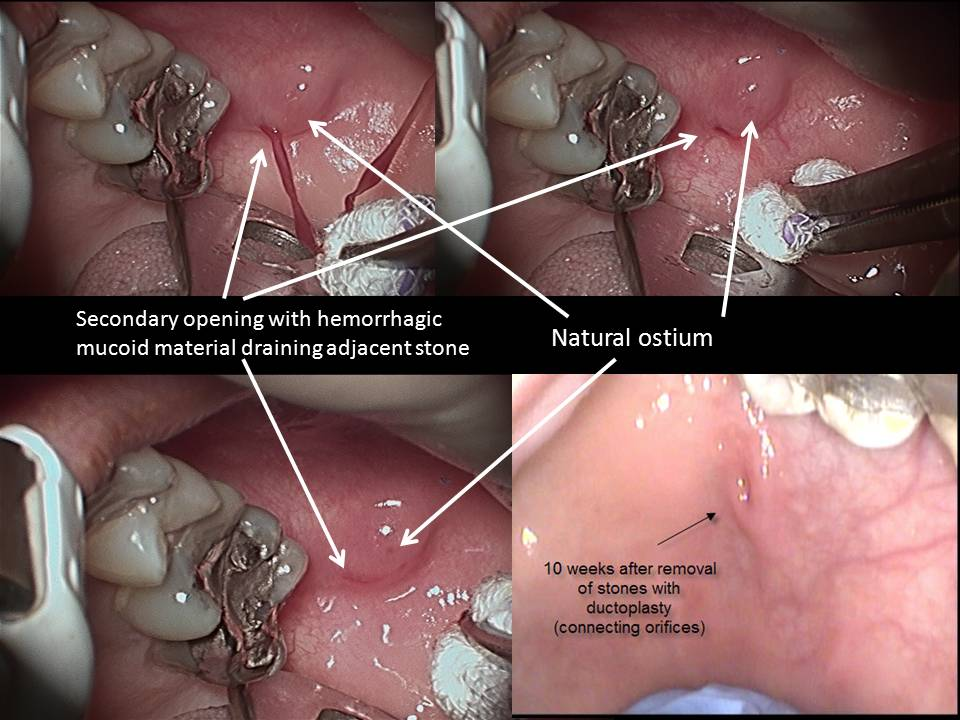 Secondary opening with hemorrhagic
mucoid material draining adjacent stone
Natural ostium
10 weeks after removal
of stones with
ductoplasty
(connecting orifices)